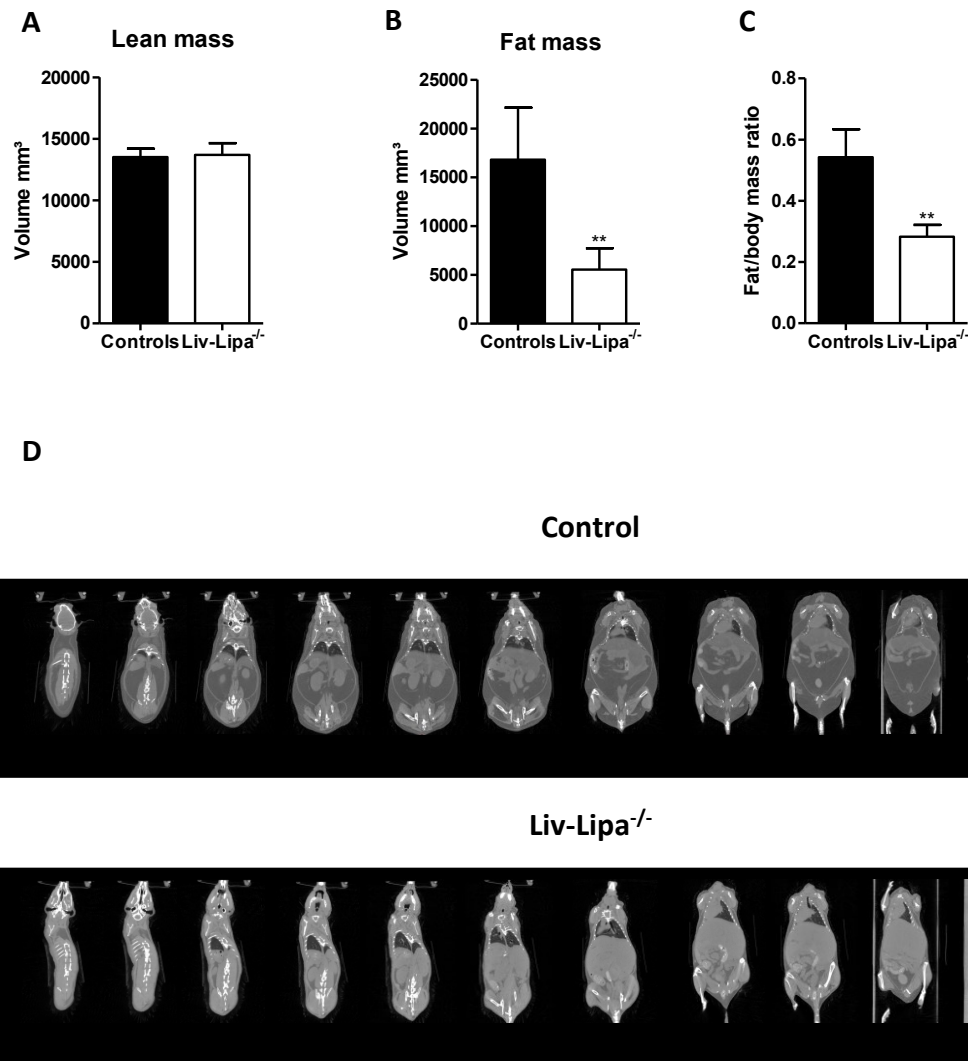 A
Lean mass
Volume mm³
20000
15000
10000
5000
0
Controls Liv-Lipa-/-
B
Fat mass
Volume mm³
25000
20000
15000
10000
5000
0
**
Controls Liv-Lipa-/-
C
Fat/body mass ratio
0.8
0.6
0.4
0.2
0.0
**
Controls Liv-Lipa-/-
D
Control
Liv-Lipa-/-